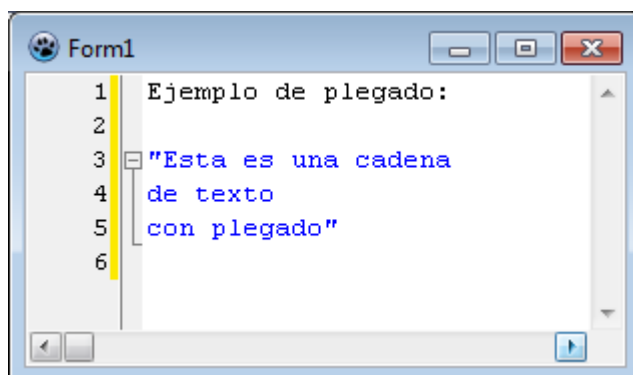 Form1
1 Ejemplo de plegado:
2
3 "Esta es una cadena
4 de texto
5 con plegado"
6